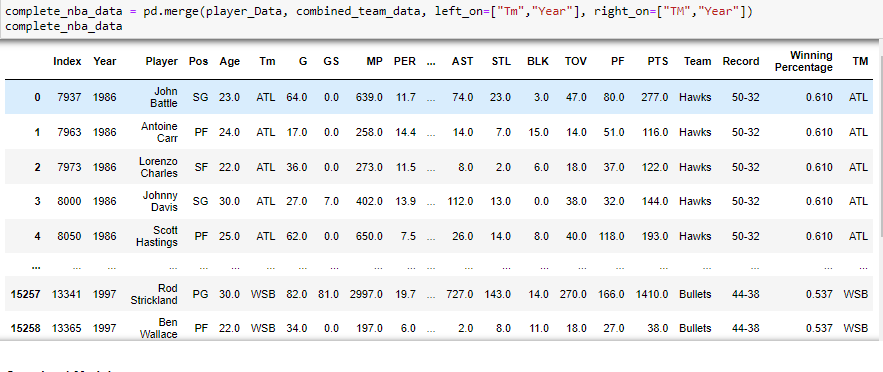 complete_nba_data = pd.merge(player_Data, combined_team_data, left_on=["Tm","Year"], right_on=["TM","Year"])
complete_nba_data
Index Year Player Pos Age Tm G GS MP PER ... AST STL BLK TOV PF PTS Team Record Winning Percentage TM
0 7937 1986 John Battle SG 23.0 ATL 64.0 0.0 639.0 11.7 ... 74.0 23.0 3.0 47.0 80.0 277.0 Hawks 50-32 0.610 ATL
1 7963 1986 Antoine Carr PF 24.0 ATL 17.0 0.0 258.0 14.4 ... 14.0 7.0 15.0 14.0 51.0 116.0 Hawks 50-32 0.610 ATL
2 7973 1986 Lorenzo Charles SF 22.0 ATL 36.0 0.0 273.0 11.5 ... 8.0 2.0 6.0 18.0 37.0 122.0 Hawks 50-32 0.610 ATL
3 8000 1986 Johnny Davis SG 30.0 ATL 27.0 7.0 402.0 13.9 ... 112.0 13.0 0.0 38.0 32.0 144.0 Hawks 50-32 0.610 ATL
4 8050 1986 Scott Hastings PF 25.0 ATL 62.0 0.0 650.0 7.5 ... 26.0 14.0 8.0 40.0 118.0 193.0 Hawks 50-32 0.610 ATL
... ... ... ... ... ... ... ... ... ... ... ... ... ... ... ... ... ... ... ... ... ...
15257 13341 1997 Rod Strickland PG 30.0 WSB 82.0 81.0 2997.0 19.7 ... 727.0 143.0 14.0 270.0 166.0 1410.0 Bullets 44-38 0.537 WSB
15258 13365 1997 Ben Wallace PF 22.0 WSB 34.0 0.0 197.0 6.0 ... 2.0 8.0 11.0 18.0 27.0 38.0 Bullets 44-38 0.537 WSB